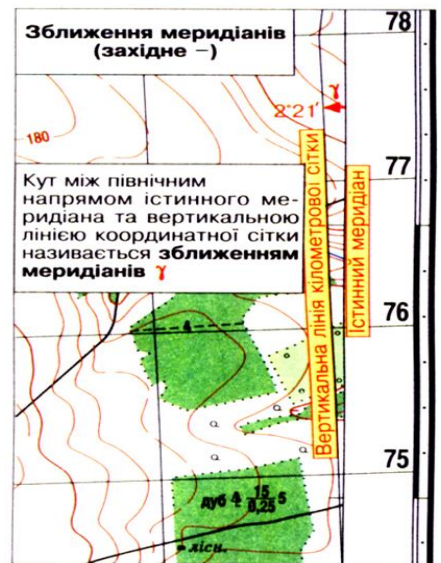 Зближення меридіанів
(західне –)
78
γ
2°21′
180
77
Кут між північним
напрямом істинного ме-
ридіана та вертикальною
лінією координатної сітки
називається зближенням
меридіанів γ
Вертикальна лінія кілометрової сітки
Істинний меридіан
76
4
75
дуб 4 15/0,25 5
лісн.